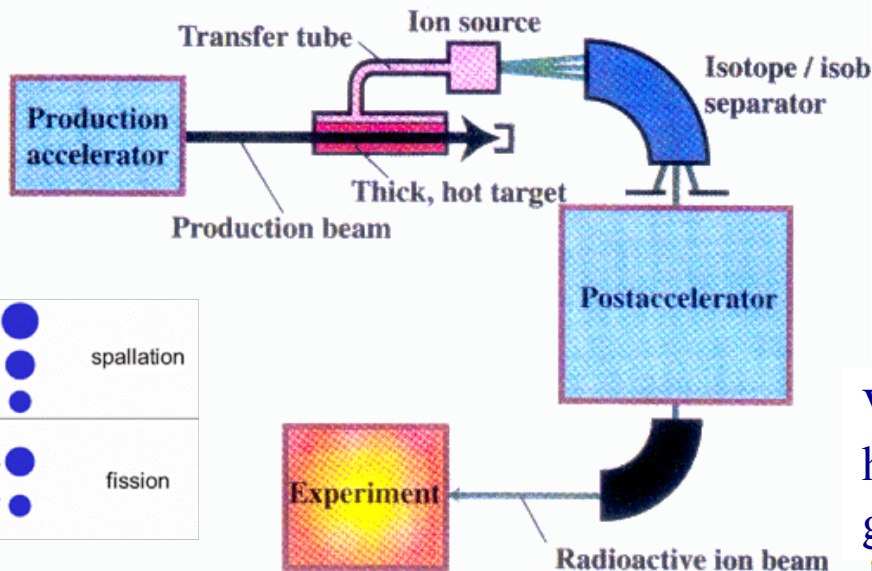 Ion source
Transfer tube
Isotope / isob
separator
Production
accelerator
Thick, hot target
Production beam
Postaccelerator
spallation
fission
Experiment
Radioactive ion beam